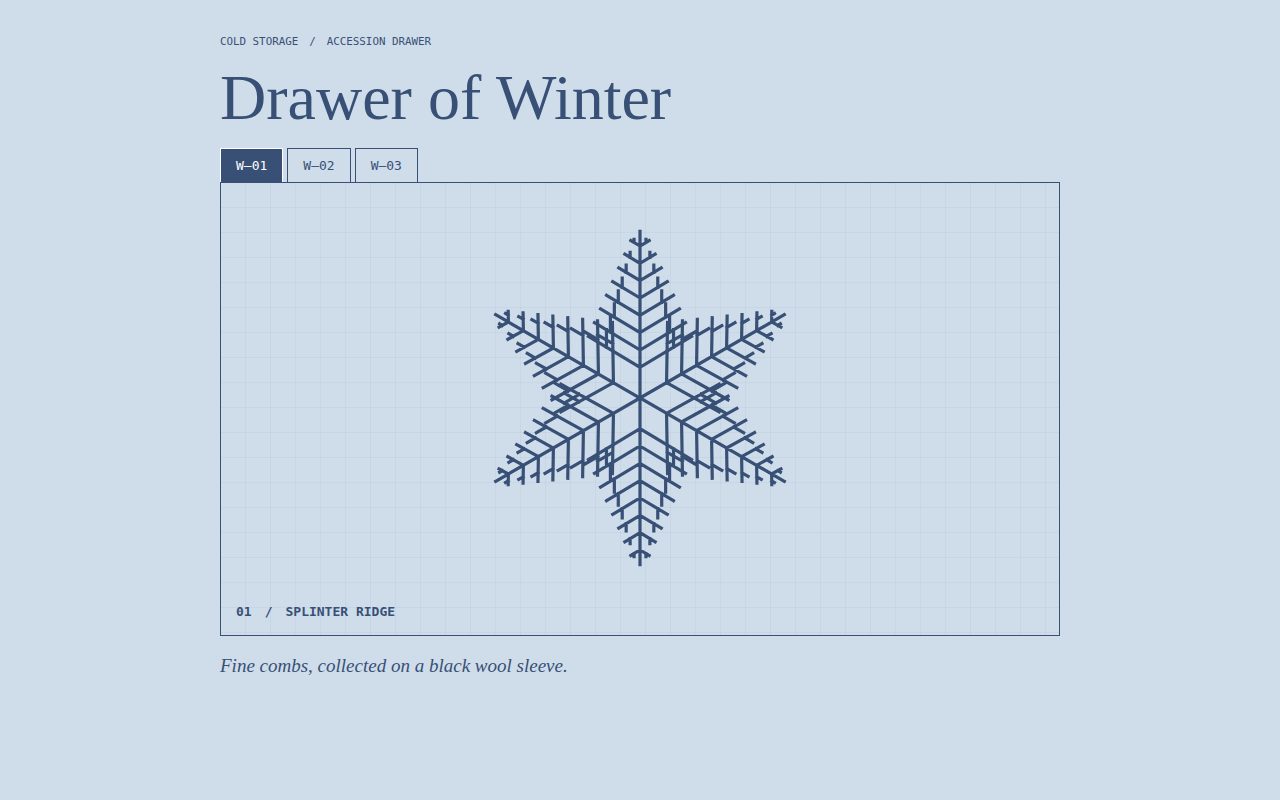 COLD STORAGE / ACCESSION DRAWER
Drawer of Winter
W—01 W—02 W—03
01 / SPLINTER RIDGE
Fine combs, collected on a black wool sleeve.